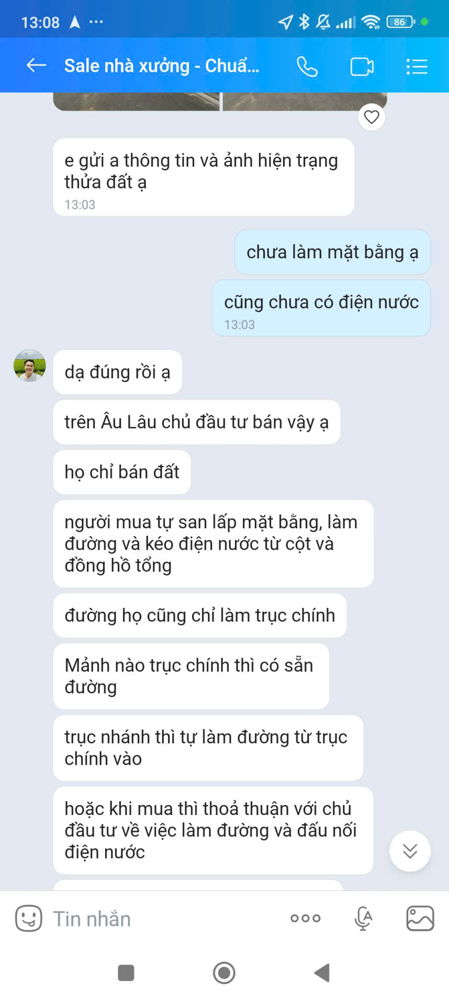 13:08
86
Sale nhà xưởng - Chuẩ...
e gửi a thông tin và ảnh hiện trạng
thửa đất ạ
13:03
chưa làm mặt bằng ạ
cũng chưa có điện nước
13:03
dạ đúng rồi ạ
trên Âu Lâu chủ đầu tư bán vậy ạ
họ chỉ bán đất
người mua tự san lấp mặt bằng, làm
đường và kéo điện nước từ cột và
đồng hồ tổng
đường họ cũng chỉ làm trục chính
Mảnh nào trục chính thì có sẵn
đường
trục nhánh thì tự làm đường từ trục
chính vào
hoặc khi mua thì thoả thuận với chủ
đầu tư về việc làm đường và đấu nối
điện nước
Tin nhắn